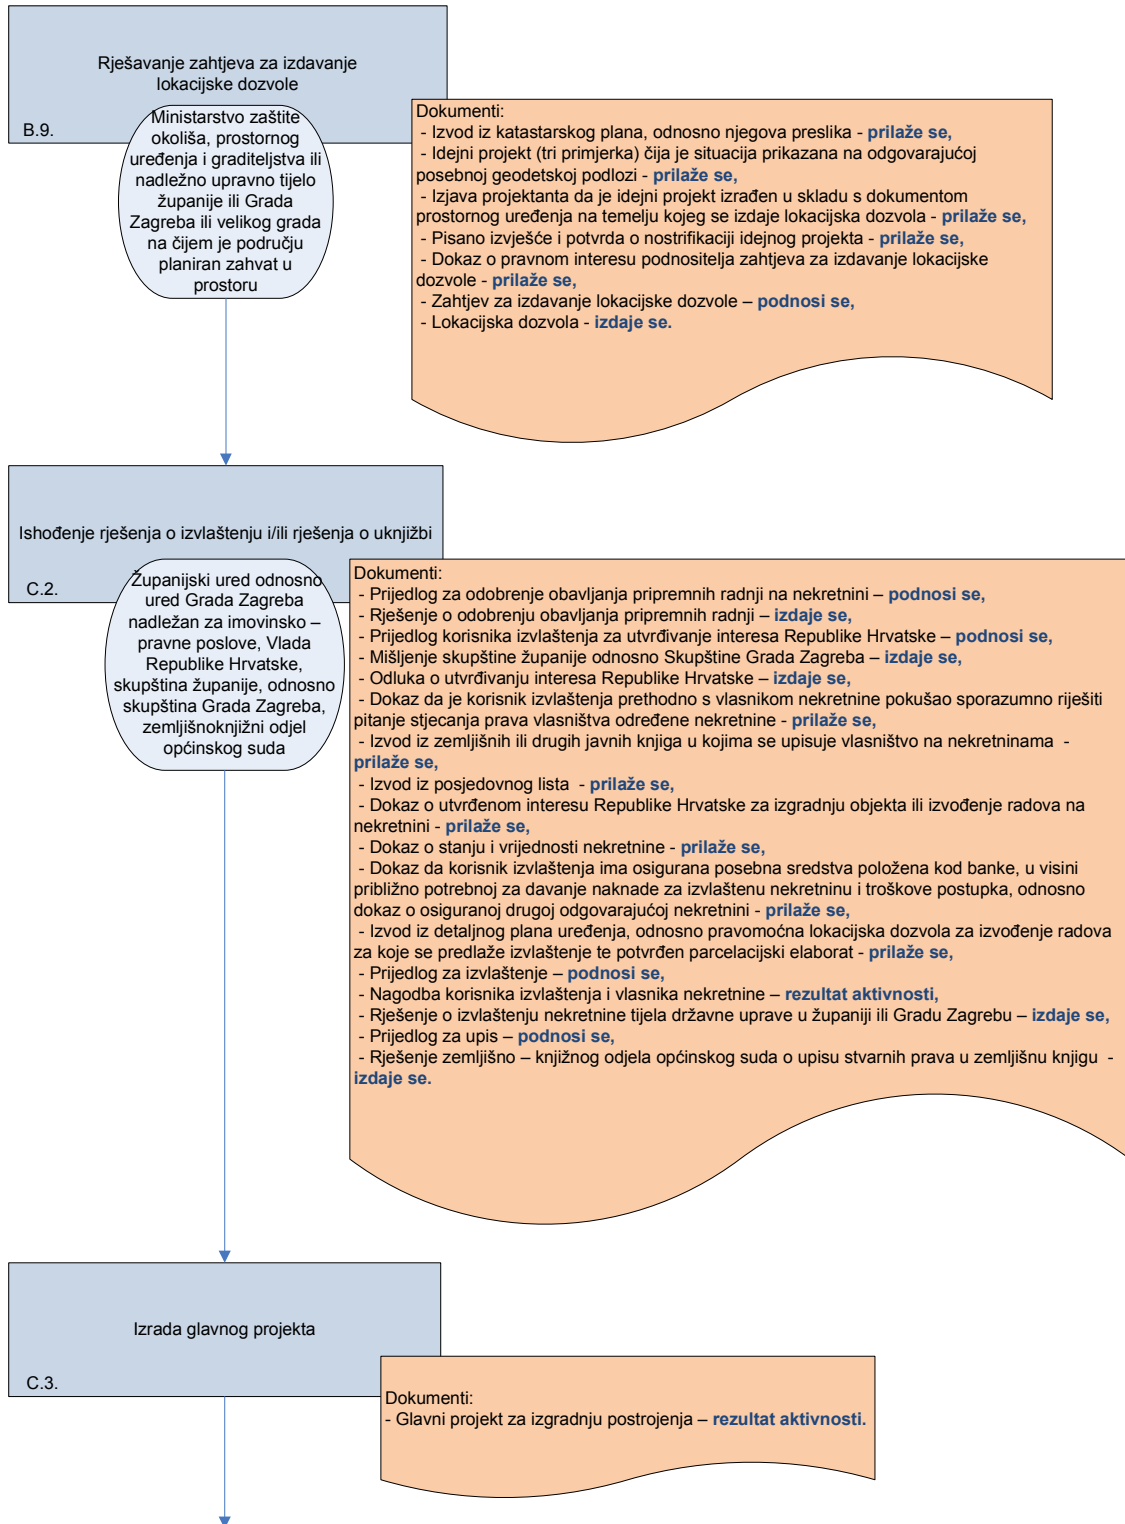 Rješavanje zahtjeva za izdavanje
lokacijske dozvole
B.9.
Ministarstvo zaštite
okoliša, prostornog
uređenja i graditeljstva ili
nadležno upravno tijelo
županije ili Grada
Zagreba ili velikog grada
na čijem je području
planiran zahvat u
prostoru
Dokumenti:
- Izvod iz katastarskog plana, odnosno njegova preslika - prilaže se,
- Idejni projekt (tri primjerka) čija je situacija prikazana na odgovarajućoj
posebnoj geodetskoj podlozi - prilaže se,
- Izjava projektanta da je idejni projekt izrađen u skladu s dokumentom
prostornog uređenja na temelju kojeg se izdaje lokacijska dozvola - prilaže se,
- Pisano izvješće i potvrda o nostrifikaciji idejnog projekta - prilaže se,
- Dokaz o pravnom interesu podnositelja zahtjeva za izdavanje lokacijske
dozvole - prilaže se,
- Zahtjev za izdavanje lokacijske dozvole – podnosi se,
- Lokacijska dozvola - izdaje se.
Ishođenje rješenja o izvlaštenju i/ili rješenja o uknjižbi
C.2.
Županijski ured odnosno
ured Grada Zagreba
nadležan za imovinsko –
pravne poslove, Vlada
Republike Hrvatske,
skupština županije, odnosno
skupština Grada Zagreba,
zemljišnoknjižni odjel
općinskog suda
Dokumenti:
- Prijedlog za odobrenje obavljanja pripremnih radnji na nekretnini – podnosi se,
- Rješenje o odobrenju obavljanja pripremnih radnji – izdaje se,
- Prijedlog korisnika izvlaštenja za utvrđivanje interesa Republike Hrvatske – podnosi se,
- Mišljenje skupštine županije odnosno Skupštine Grada Zagreba – izdaje se,
- Odluka o utvrđivanju interesa Republike Hrvatske – izdaje se,
- Dokaz da je korisnik izvlaštenja prethodno s vlasnikom nekretnine pokušao sporazumno riješiti
pitanje stjecanja prava vlasništva određene nekretnine - prilaže se,
- Izvod iz zemljišnih ili drugih javnih knjiga u kojima se upisuje vlasništvo na nekretninama -
prilaže se,
- Izvod iz posjedovnog lista - prilaže se,
- Dokaz o utvrđenom interesu Republike Hrvatske za izgradnju objekta ili izvođenje radova na
nekretnini - prilaže se,
- Dokaz o stanju i vrijednosti nekretnine - prilaže se,
- Dokaz da korisnik izvlaštenja ima osigurana posebna sredstva položena kod banke, u visini
približno potrebnoj za davanje naknade za izvlaštenu nekretninu i troškove postupka, odnosno
dokaz o osiguranoj drugoj odgovarajućoj nekretnini - prilaže se,
- Izvod iz detaljnog plana uređenja, odnosno pravomoćna lokacijska dozvola za izvođenje radova
za koje se predlaže izvlaštenje te potvrđen parcelacijski elaborat - prilaže se,
- Prijedlog za izvlaštenje – podnosi se,
- Nagodba korisnika izvlaštenja i vlasnika nekretnine – rezultat aktivnosti,
- Rješenje o izvlaštenju nekretnine tijela državne uprave u županiji ili Gradu Zagrebu – izdaje se,
- Prijedlog za upis – podnosi se,
- Rješenje zemljišno – knjižnog odjela općinskog suda o upisu stvarnih prava u zemljišnu knjigu -
izdaje se.
Izrada glavnog projekta
C.3.
Dokumenti:
- Glavni projekt za izgradnju postrojenja – rezultat aktivnosti.